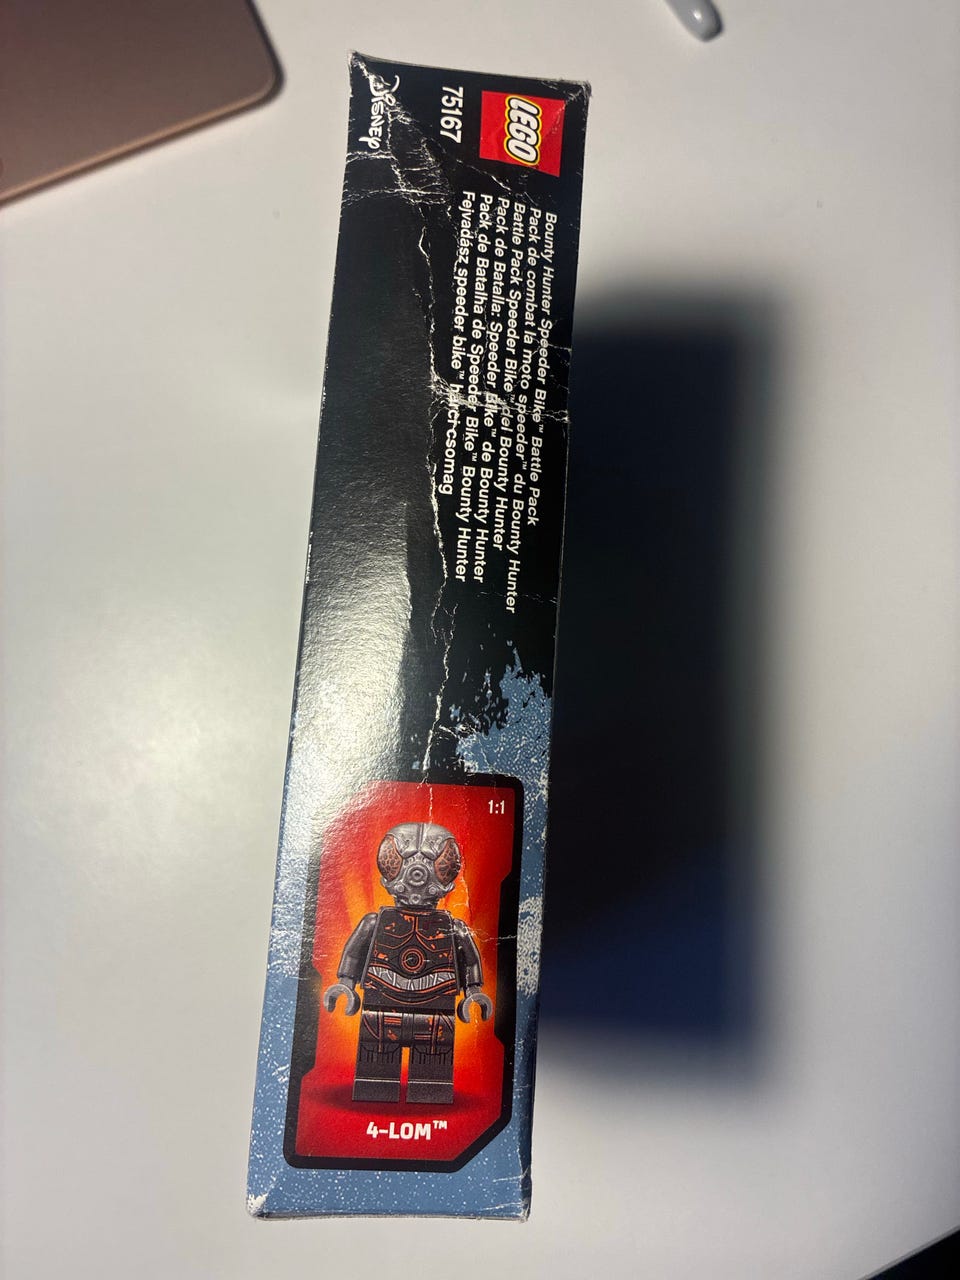 LEGO
75167
Disney
Bounty Hunter Speeder Bike™ Battle Pack
Pack de combat la moto speeder™ du Bounty Hunter
Battle Pack Speeder Bike™ del Bounty Hunter
Pack de Batalla: Speeder Bike™ de Bounty Hunter
Pack de Batalha de Speeder Bike™ Bounty Hunter
Fejvadász speeder bike™ harci csomag
1:1
4-LOM™